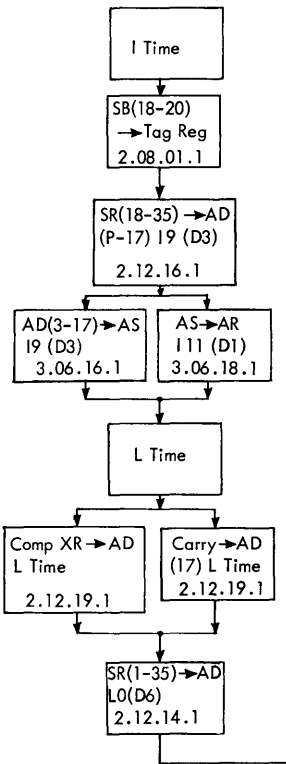 I Time
SB(18-20)
→Tag Reg
2.08.01.1
SR(18-35)→AD
(P-17) I9 (D3)
2.12.16.1
AD(3-17)→AS
I9 (D3)
3.06.16.1
AS→AR
I11 (D1)
3.06.18.1
L Time
Comp XR→AD
L Time
2.12.19.1
Carry→AD
(17) L Time
2.12.19.1
SR(1-35)→AD
L0(D6)
2.12.14.1